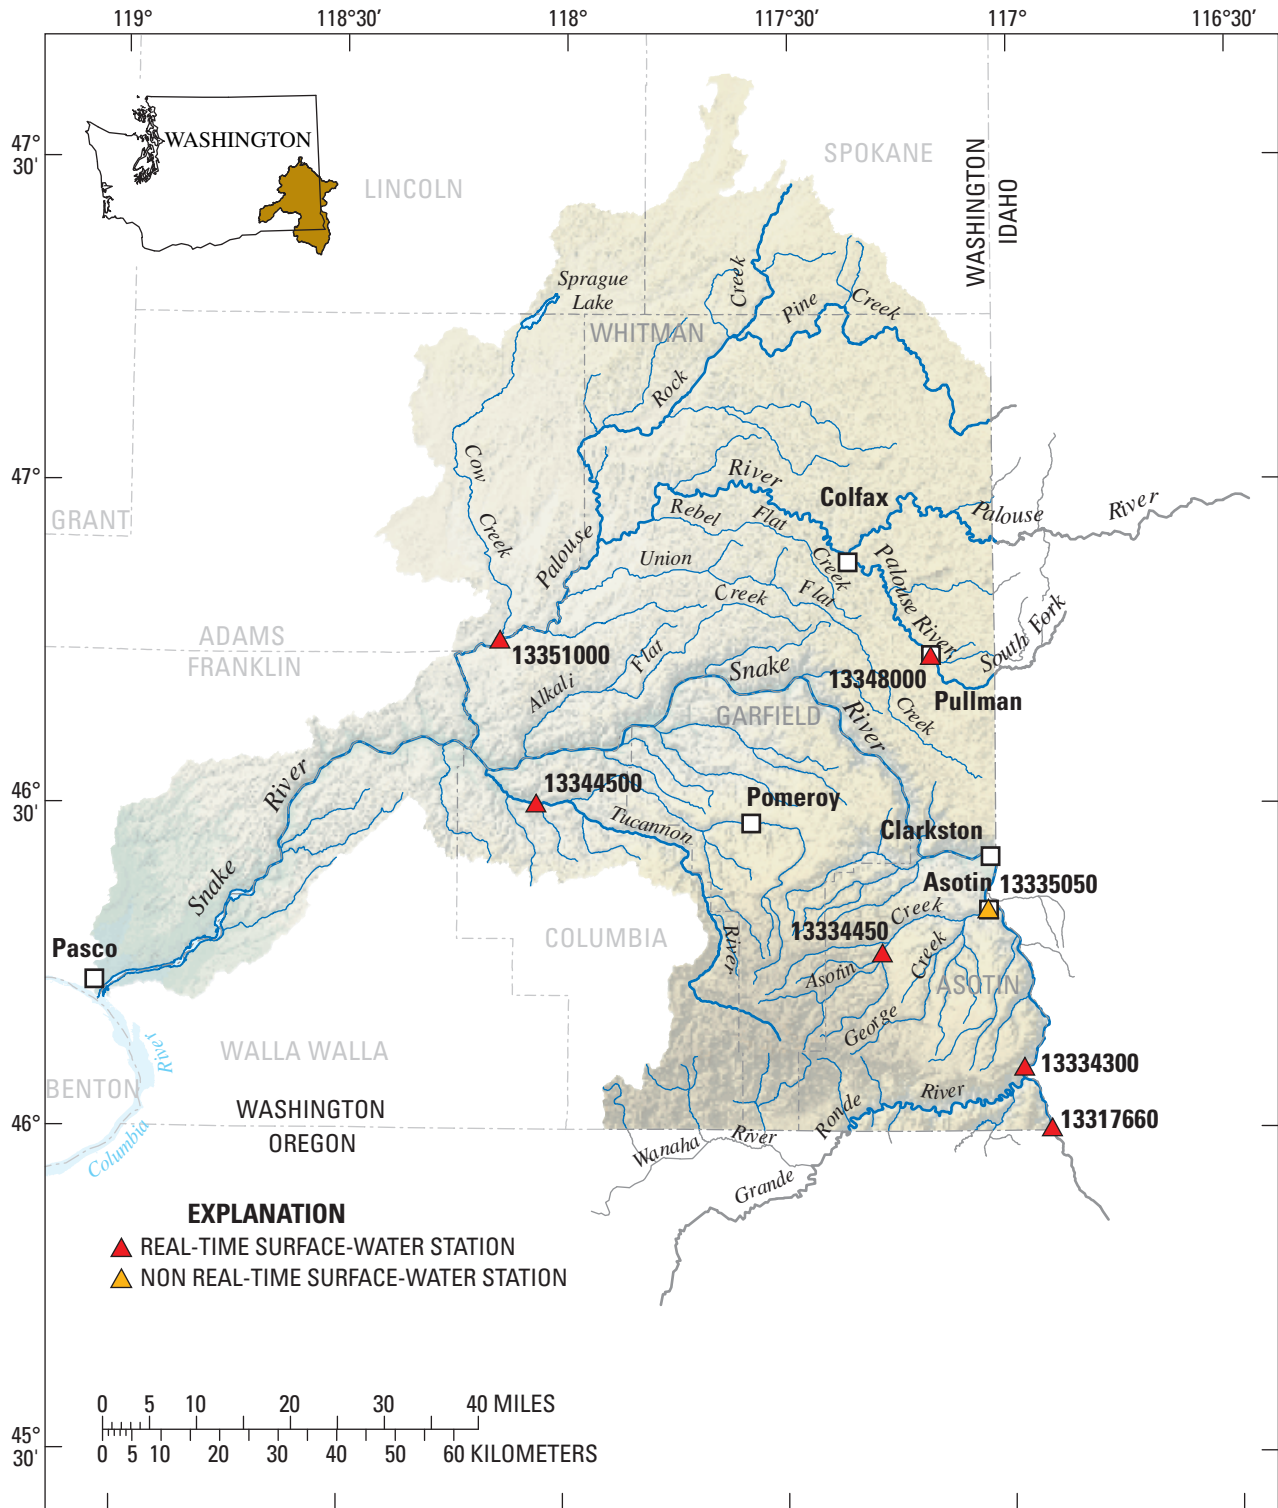 119°
118°30'
118°
117°30'
117°
116°30'
47°
30'
47°
46°
30'
46°
45°
30'
WASHINGTON
LINCOLN
SPOKANE
WASHINGTON
IDAHO
Sprague
Lake
Creek
Pine
Creek
WHITMAN
Rock
Cow
Creek
River
Colfax
GRANT
Rebel
Flat
Creek
Palouse
River
Palouse
Union
Flat
Creek
Palouse River
South Fork
ADAMS
FRANKLIN
13351000
Flat
Alkali
Snake
13348000
Pullman
GARFIELD
River
Creek
River
13344500
Pomeroy
Tucannon
Clarkston
Snake
Asotin
13335050
Creek
13334450
COLUMBIA
River
Creek
Asotin
ASOTIN
Pasco
George
River
WALLA WALLA
13334300
BENTON
River
WASHINGTON
OREGON
Ronde
13317660
Columbia
Wanaha
River
Grande
EXPLANATION
REAL-TIME SURFACE-WATER STATION
NON REAL-TIME SURFACE-WATER STATION
0 5 10 20 30 40 MILES
0 5 10 20 30 40 50 60 KILOMETERS